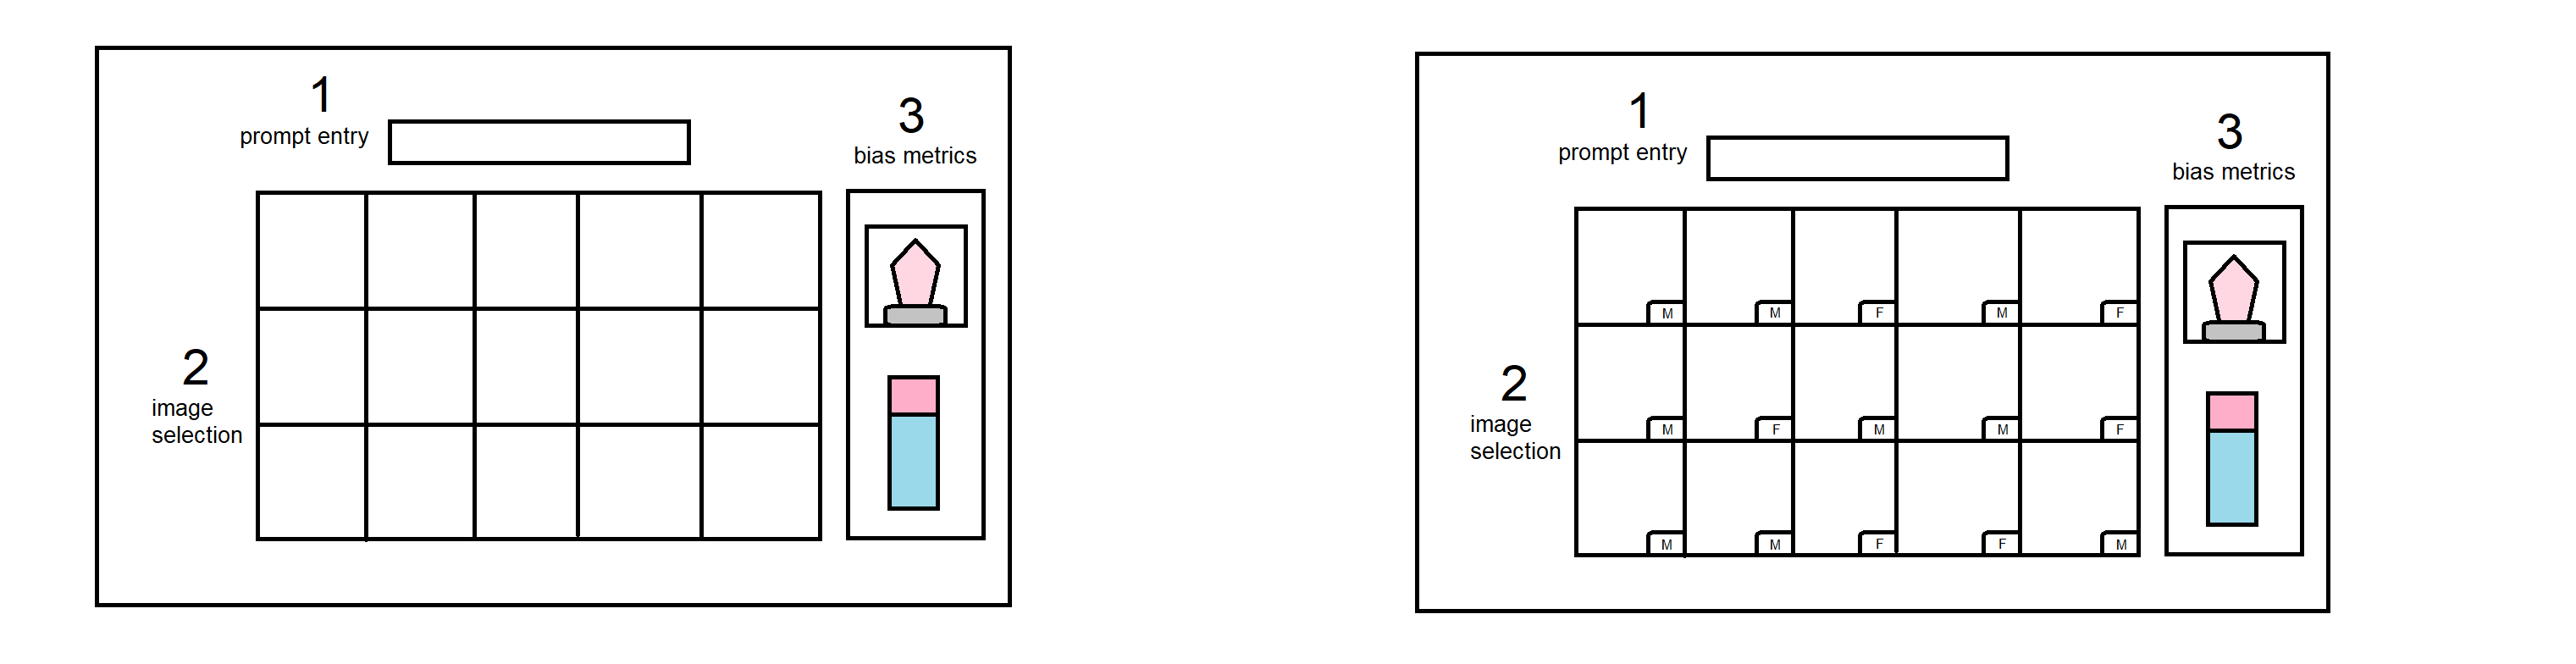 1
prompt entry
3
bias metrics
2
image
selection
1
prompt entry
3
bias metrics
M M F M F
2
image
selection
M F M M F
M M F F M